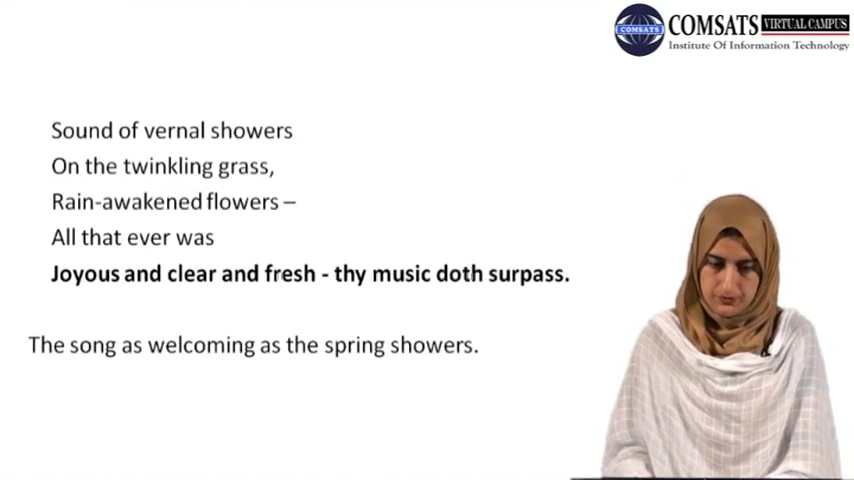 COMSATS VIRTUAL CAMPUS
Institute Of Information Technology
COMSATS
Sound of vernal showers
On the twinkling grass,
Rain-awakened flowers –
All that ever was
Joyous and clear and fresh - thy music doth surpass.
The song as welcoming as the spring showers.